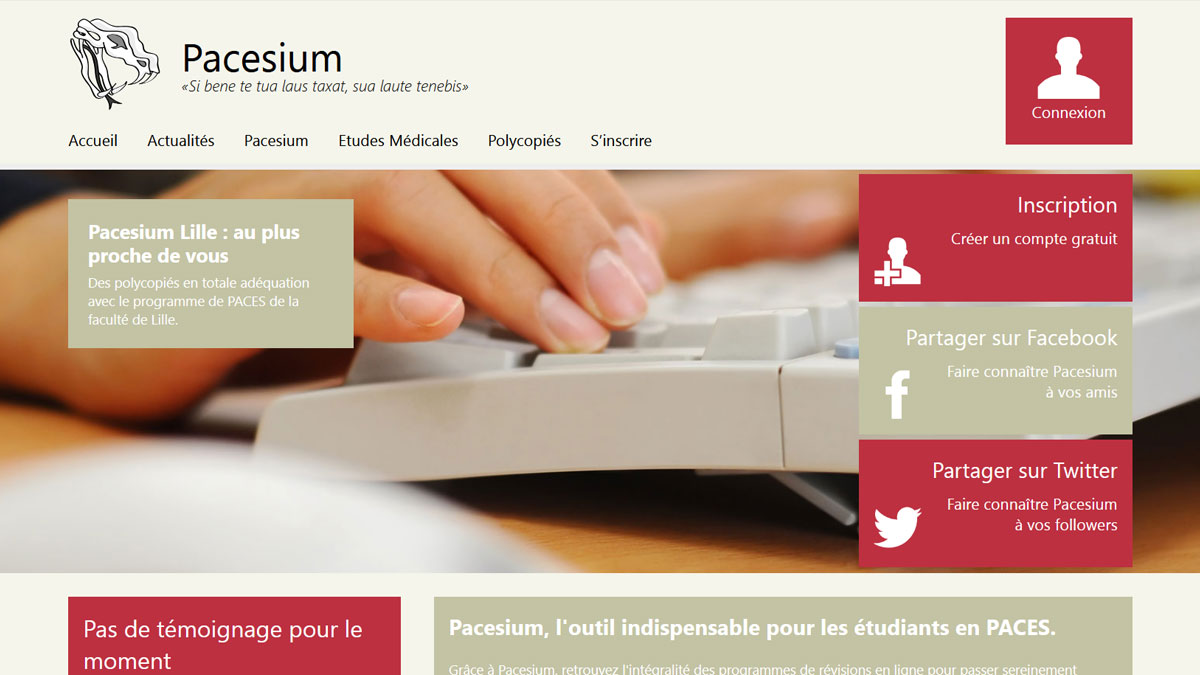 Pacesium
«Si bene te tua laus taxat, sua laute tenebis»
Connexion
Accueil Actualités Pacesium Etudes Médicales Polycopiés S'inscrire
Pacesium Lille : au plus
proche de vous
Des polycopiés en totale adéquation
avec le programme de PACES de la
faculté de Lille.
Inscription
Créer un compte gratuit
Partager sur Facebook
Faire connaître Pacesium
à vos amis
Partager sur Twitter
Faire connaître Pacesium
à vos followers
Pas de témoignage pour le
moment
Pacesium, l'outil indispensable pour les étudiants en PACES.
Grâce à Pacesium, retrouvez l'intégralité des programmes de révisions en ligne pour passer sereinement